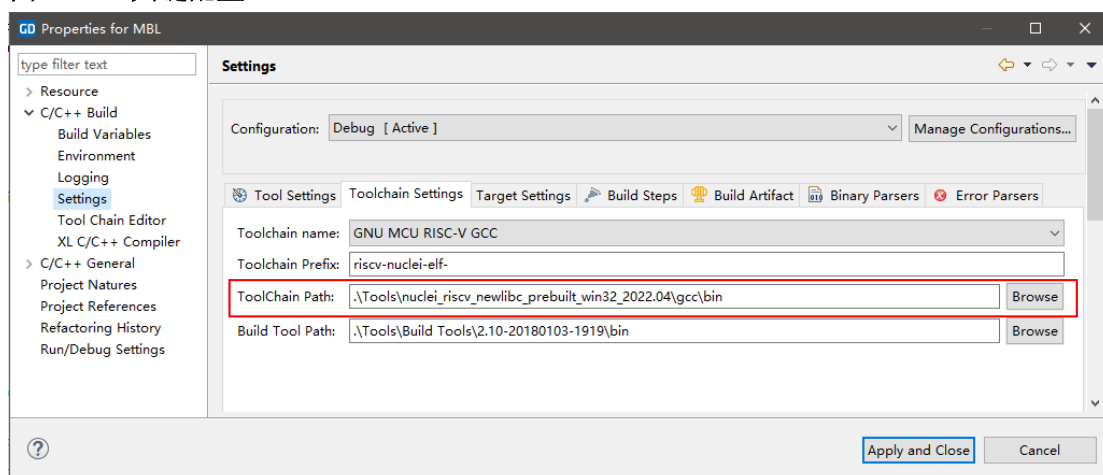 GD Properties for MBL
type filter text
Settings
Resource
C/C++ Build
Build Variables
Environment
Logging
Settings
Tool Chain Editor
XL C/C++ Compiler
C/C++ General
Project Natures
Project References
Refactoring History
Run/Debug Settings
Configuration: Debug [ Active ] Manage Configurations...
Tool Settings Toolchain Settings Target Settings Build Steps Build Artifact Binary Parsers Error Parsers
Toolchain name: GNU MCU RISC-V GCC
Toolchain Prefix: riscv-nuclei-elf-
ToolChain Path: .\Tools\nuclei_riscv_newlibc_prebuilt_win32_2022.04\gcc\bin Browse
Build Tool Path: .\Tools\Build Tools\2.10-20180103-1919\bin Browse
Apply and Close Cancel